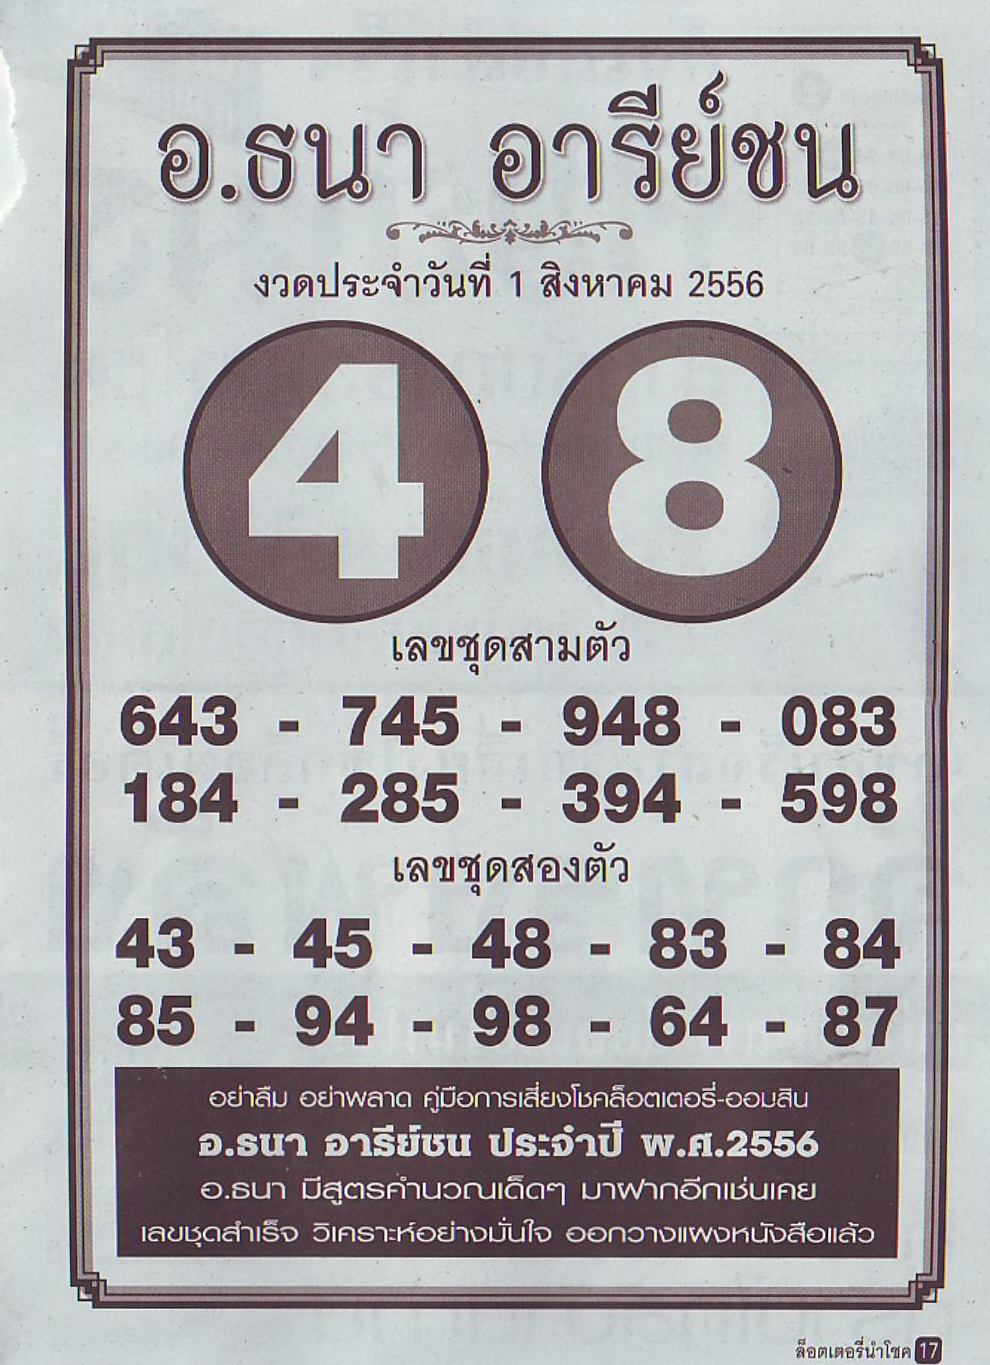 อ.ธนา อารีย์ชน
งวดประจำวันที่ 1 สิงหาคม 2556
4 8
เลขชุดสามตัว
643 - 745 - 948 - 083
184 - 285 - 394 - 598
เลขชุดสองตัว
43 - 45 - 48 - 83 - 84
85 - 94 - 98 - 64 - 87
อย่าลืม อย่าพลาด คู่มือการเสี่ยงโชคล็อตเตอรี่-ออมสิน
อ.ธนา อารีย์ชน ประจำปี พ.ศ.2556
อ.ธนา มีสูตรคำนวณเด็ดๆ มาฝากอีกเช่นเคย
เลขชุดสำเร็จ วิเคราะห์อย่างมั่นใจ ออกวางแผงหนังสือแล้ว
ล็อตเตอรี่นำโชค 17